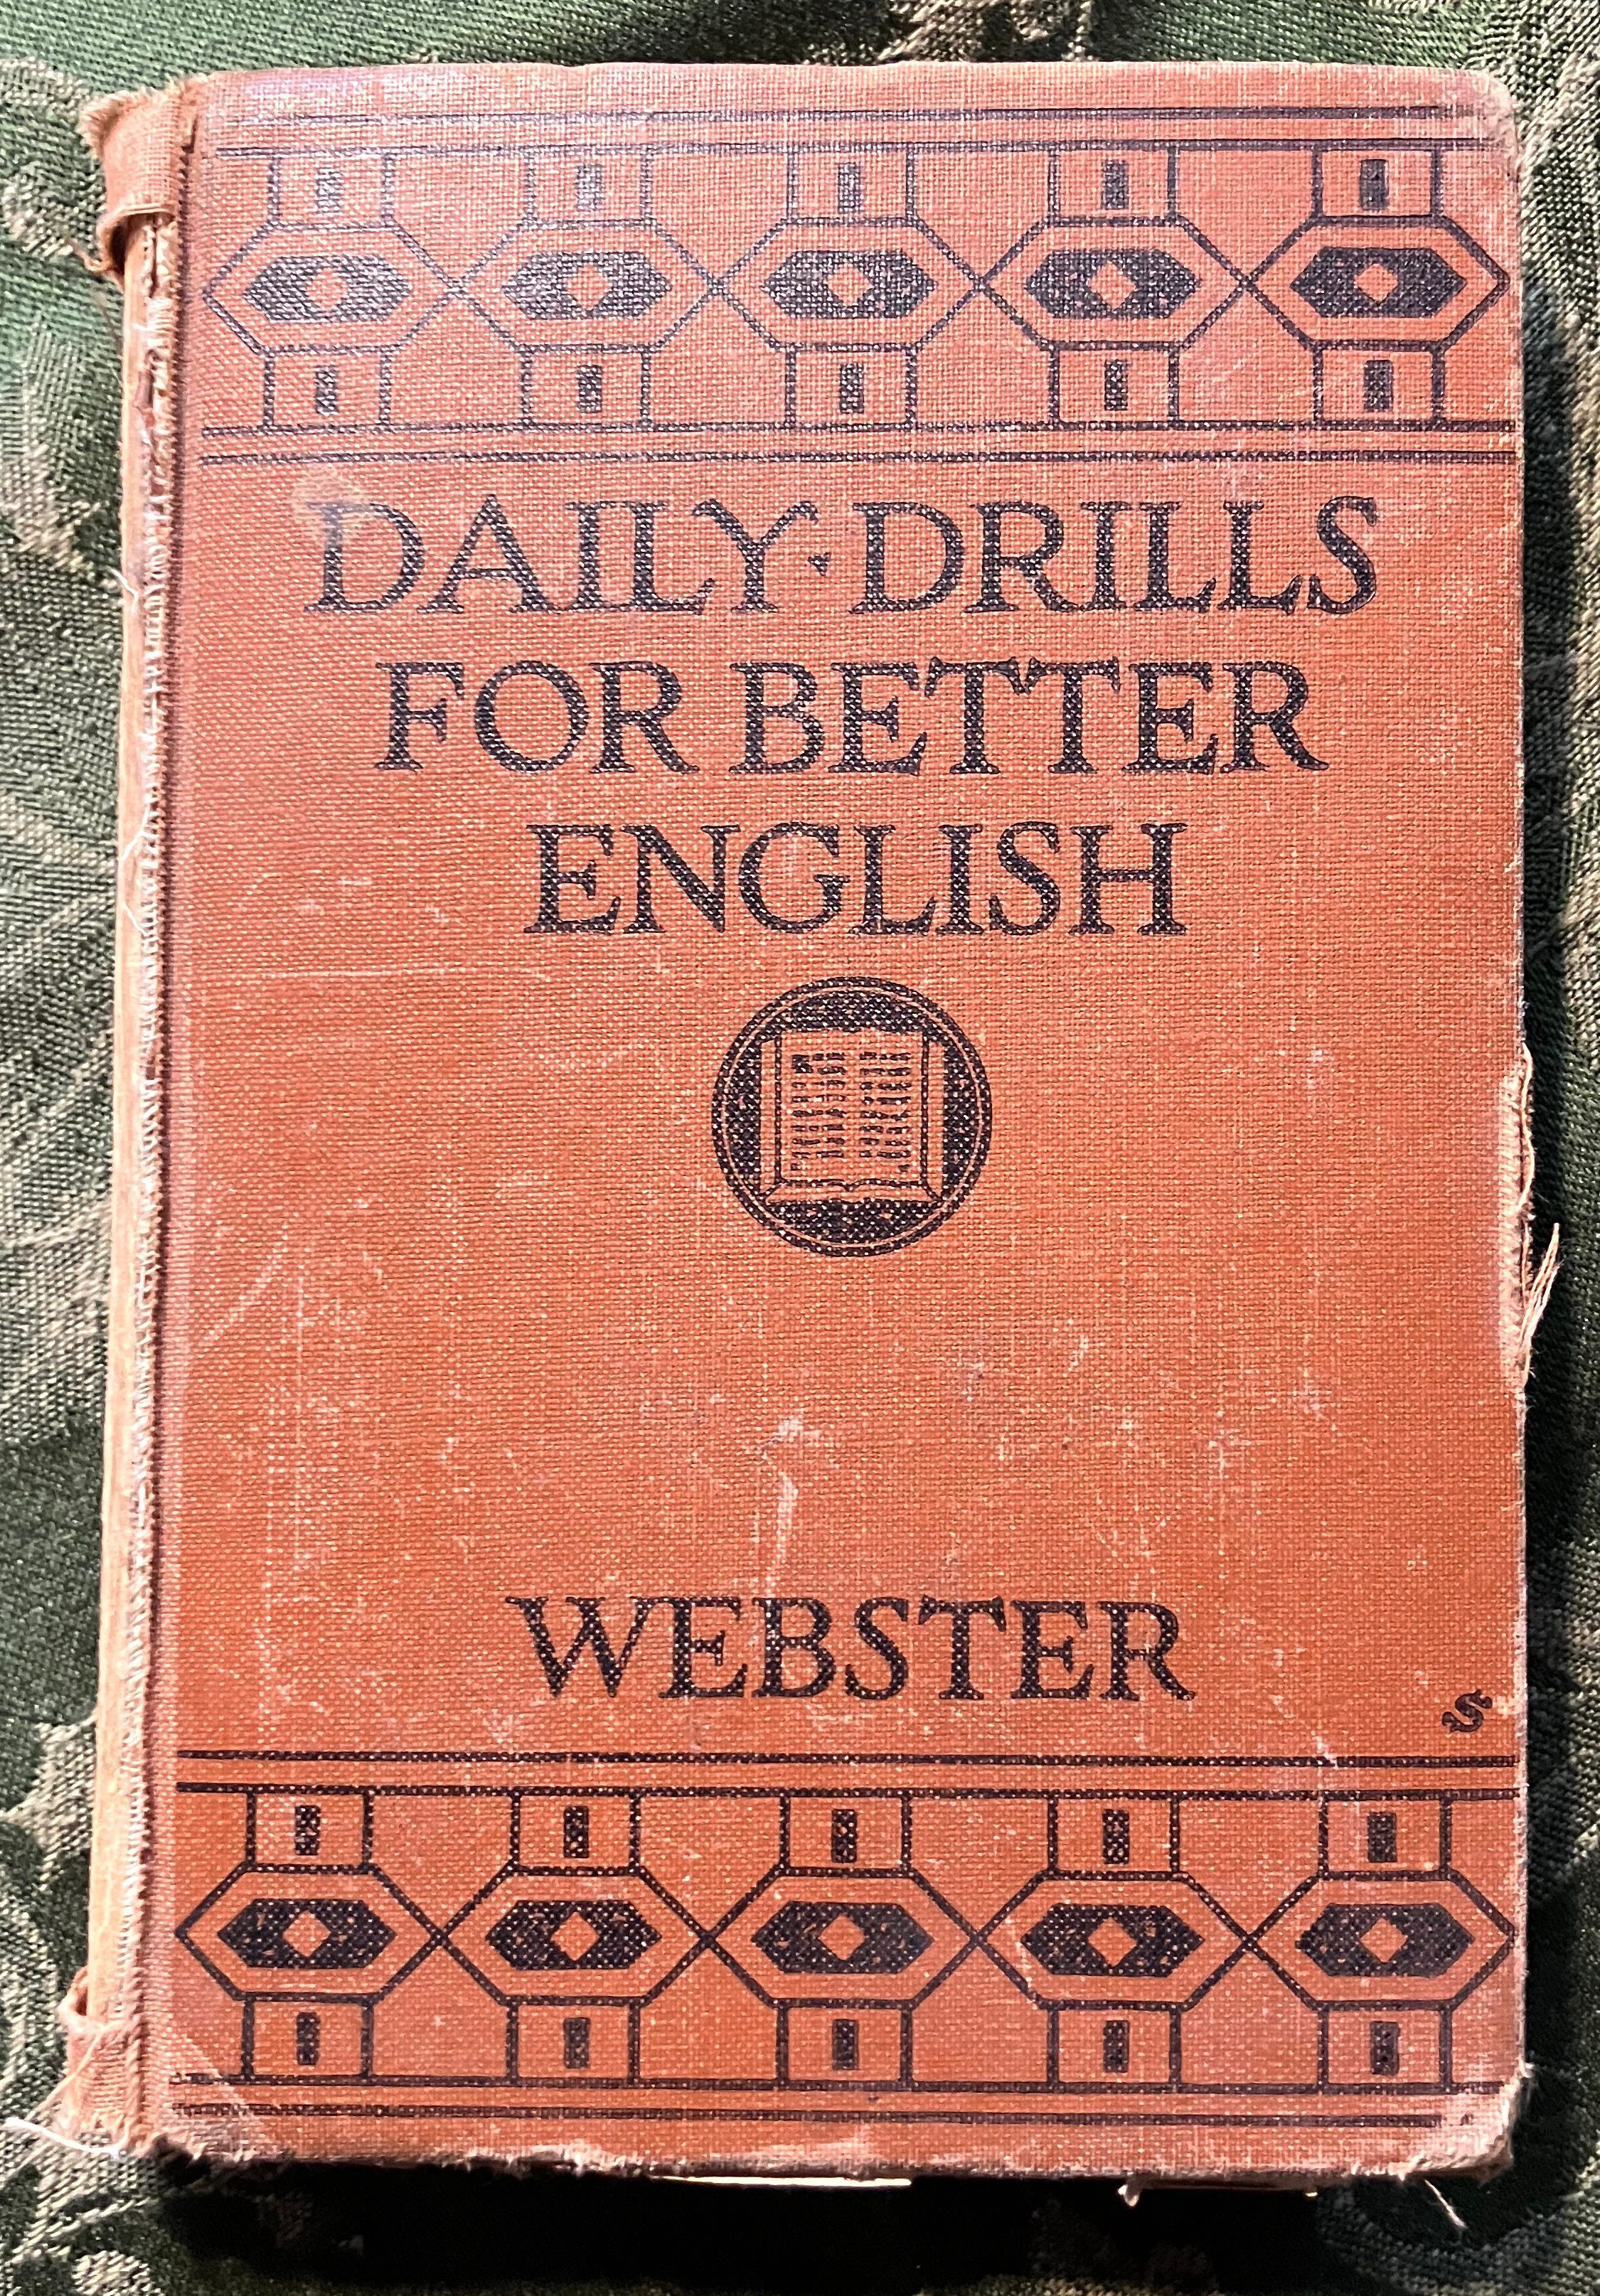 DAILY · DRILLS
FOR BETTER
ENGLISH
WEBSTER
S